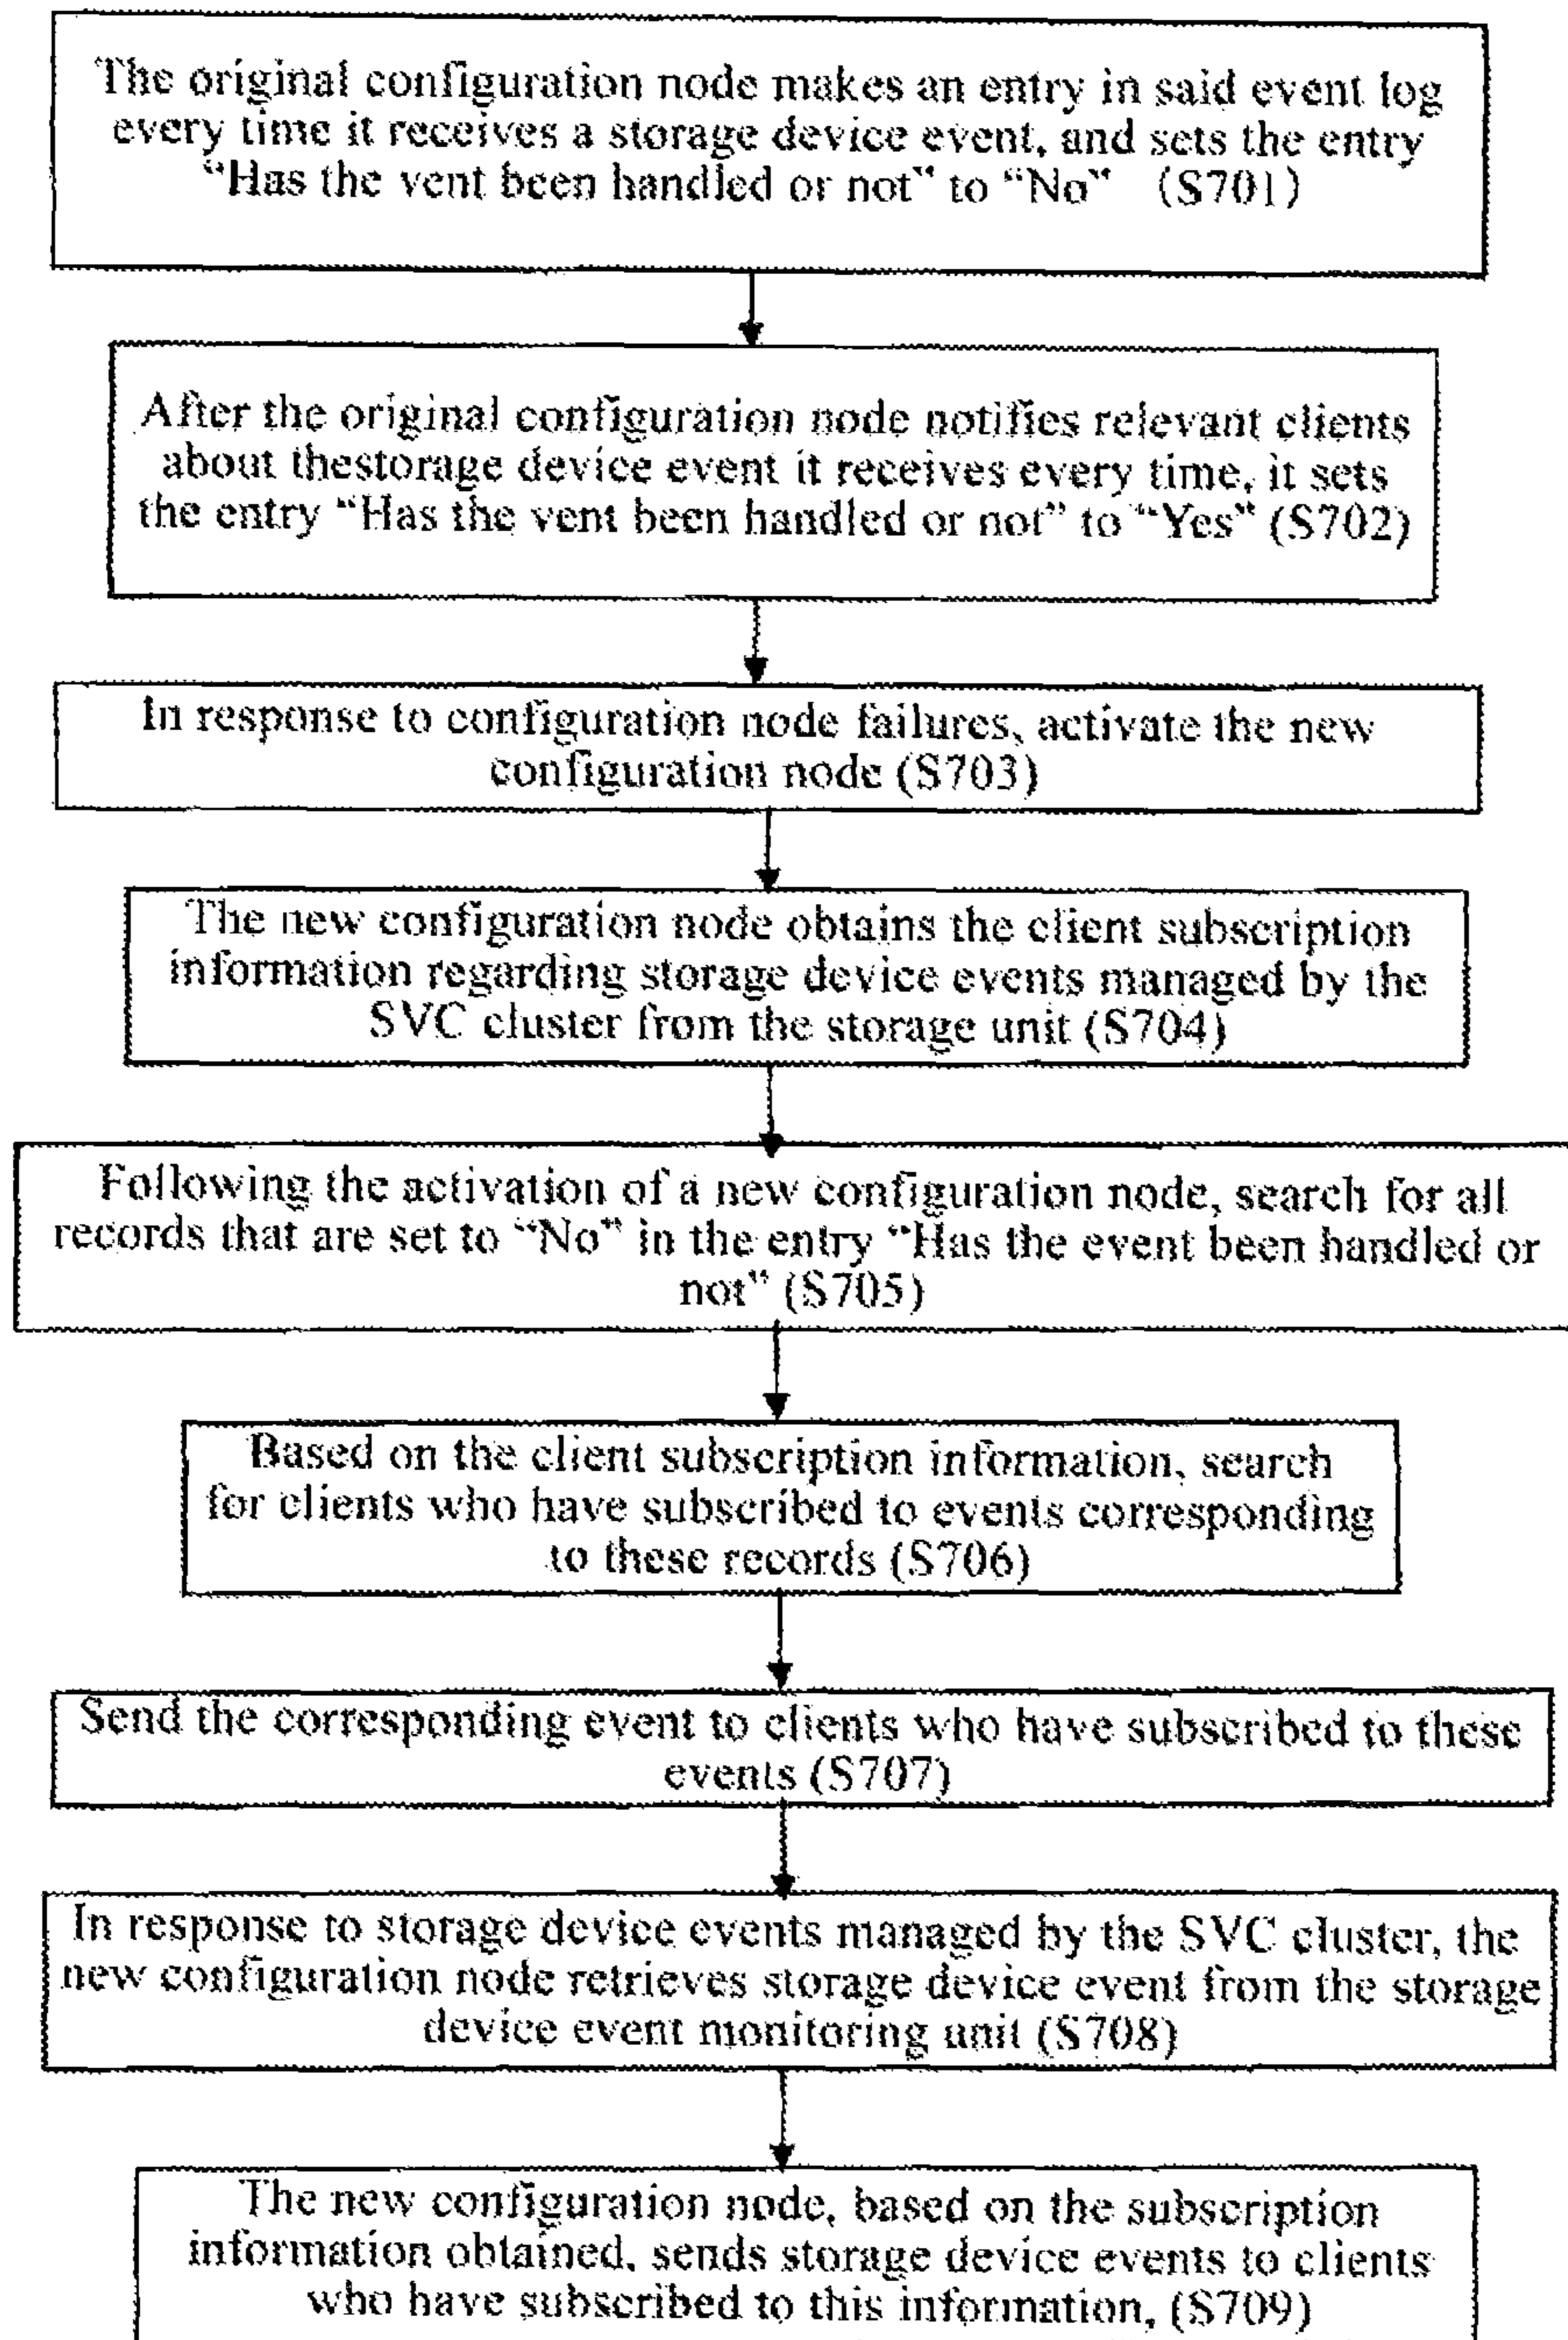 The original configuration node makes an entry in said event log
every time it receives a storage device event, and sets the entry
“Has the vent been handled or not” to “No” (S701)
After the original configuration node notifies relevant clients
about thestorage device event it receives every time, it sets
the entry “Has the vent been handled or not” to “Yes” (S702)
In response to configuration node failures, activate the new
configuration node (S703)
The new configuration node obtains the client subscription
information regarding storage device events managed by the
SVC cluster from the storage unit (S704)
Following the activation of a new configuration node, search for all
records that are set to “No” in the entry “Has the event been handled or
not” (S705)
Based on the client subscription information, search
for clients who have subscribed to events corresponding
to these records (S706)
Send the corresponding event to clients who have subscribed to these
events (S707)
In response to storage device events managed by the SVC cluster, the
new configuration node retrieves storage device event from the storage
device event monitoring unit (S708)
The new configuration node, based on the subscription
information obtained, sends storage device events to clients
who have subscribed to this information, (S709)